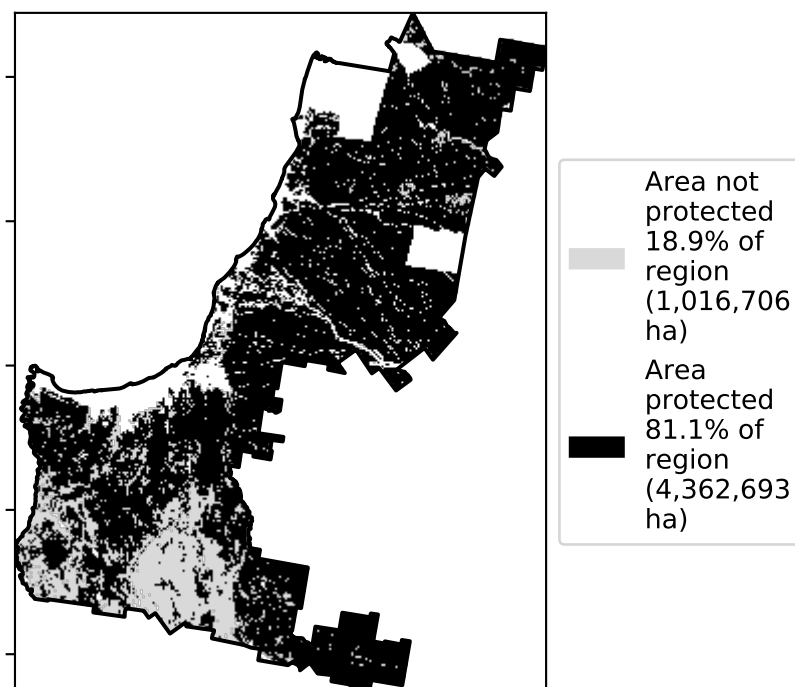 Area not
protected
18.9% of
region
(1,016,706
ha)
Area
protected
81.1% of
region
(4,362,693
ha)